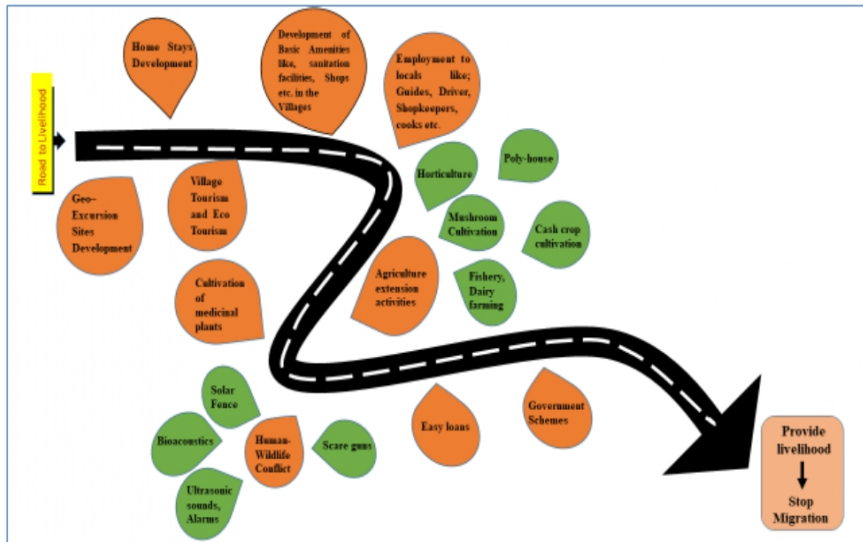 Road to Livelihood
Home Stays
Development
Development of
Basic Amenities
like, sanitation
facilities, Shops
etc. in the
Villages
Employment to
locals like;
Guides, Driver,
Shopkeepers,
cooks etc.
Geo–
Excursion
Sites
Development
Village
Tourism
and Eco
Tourism
Horticulture
Poly-house
Mushroom
Cultivation
Cash crop
cultivation
Cultivation
of
medicinal
plants
Agriculture
extension
activities
Fishery,
Dairy
farming
Solar
Fence
Bioacoustics
Human-
Wildlife
Conflict
Scare guns
Ultrasonic
sounds,
Alarms
Easy loans
Government
Schemes
Provide
livelihood
Stop
Migration